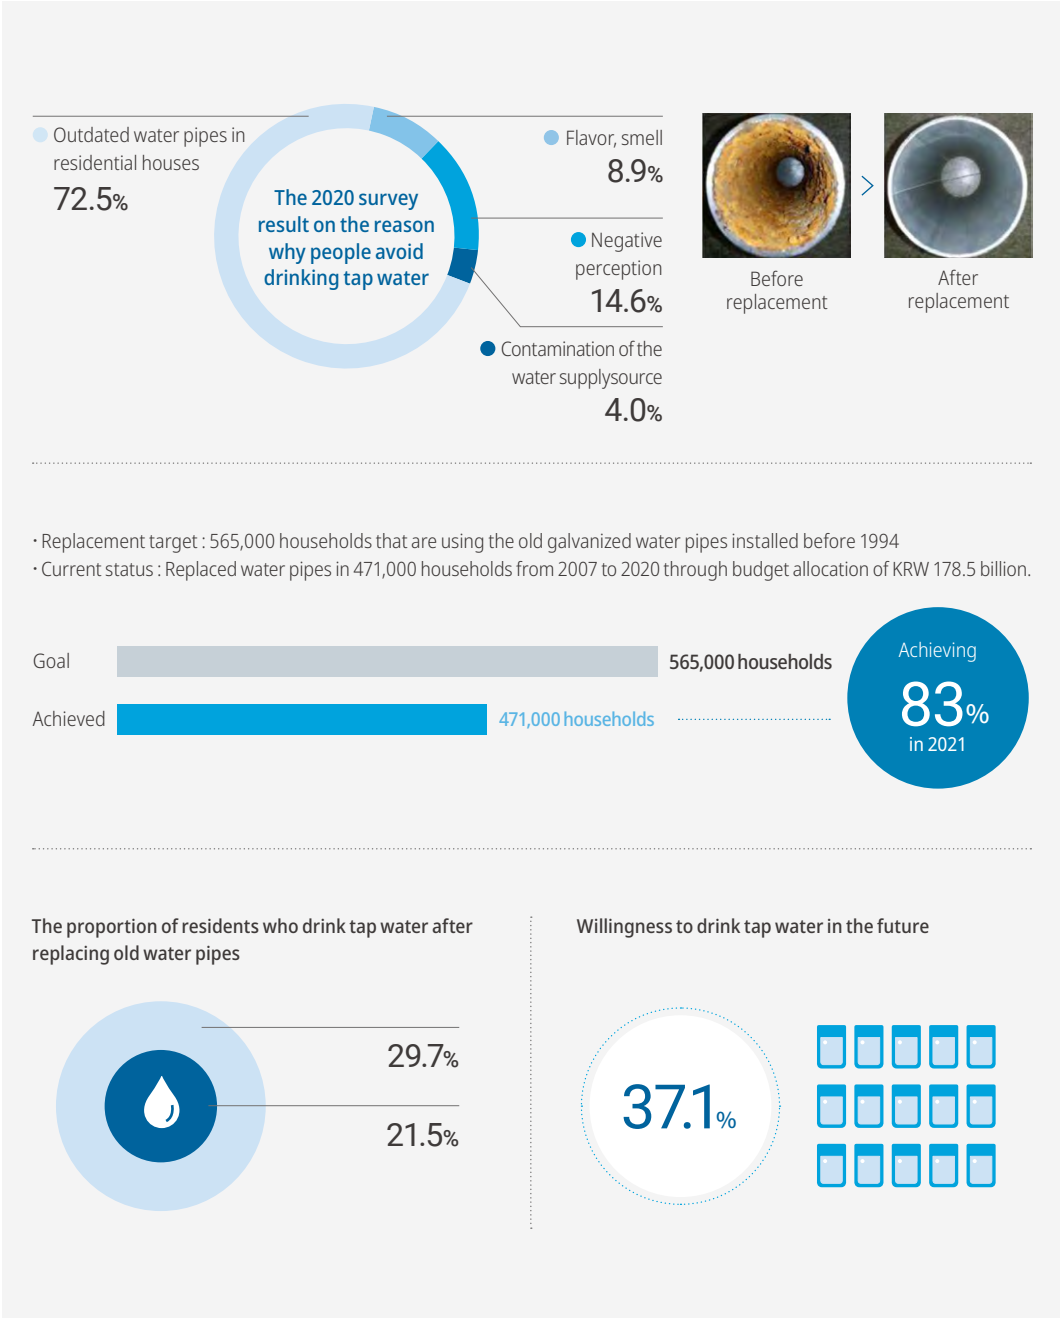 Outdated water pipes in
residential houses
72.5%
The 2020 survey
result on the reason
why people avoid
drinking tap water
Flavor, smell
8.9%
Negative
perception
14.6%
Contamination of the
water supplysource
4.0%
Before
replacement
>
After
replacement
· Replacement target : 565,000 households that are using the old galvanized water pipes installed before 1994
· Current status : Replaced water pipes in 471,000 households from 2007 to 2020 through budget allocation of KRW 178.5 billion.
Goal
565,000 households
Achieved
471,000 households
Achieving
83%
in 2021
The proportion of residents who drink tap water after
replacing old water pipes
29.7%
21.5%
Willingness to drink tap water in the future
37.1%